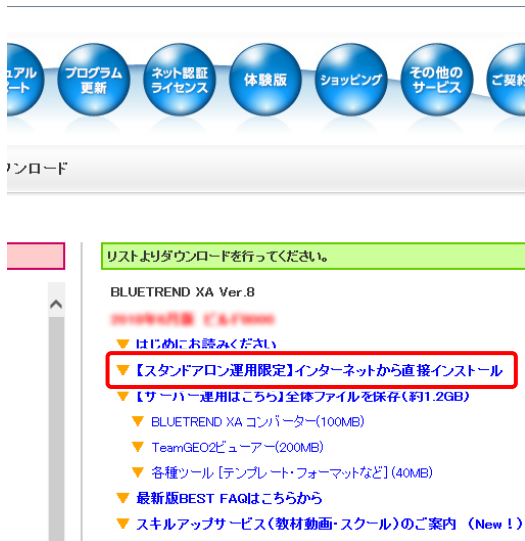 ュアル
ポート
プログラム
更新
ネット認証
ライセンス
体験版
ショッピング
その他の
サービス
ご契約
ウンロード
リストよりダウンロードを行ってください。
BLUETREND XA Ver.8
▼ はじめにお読みください
▼ 【スタンドアロン運用限定】インターネットから直接インストール
▼ 【サーバー運用はこちら】全体ファイルを保存(約1.2GB)
▼ BLUETREND XA コンバーター(100MB)
▼ TeamGEO2ビューアー(200MB)
▼ 各種ツール [テンプレート・フォーマットなど] (40MB)
▼ 最新版BEST FAQはこちらから
▼ スキルアップサービス(教材動画・スクール)のご案内 (New!)